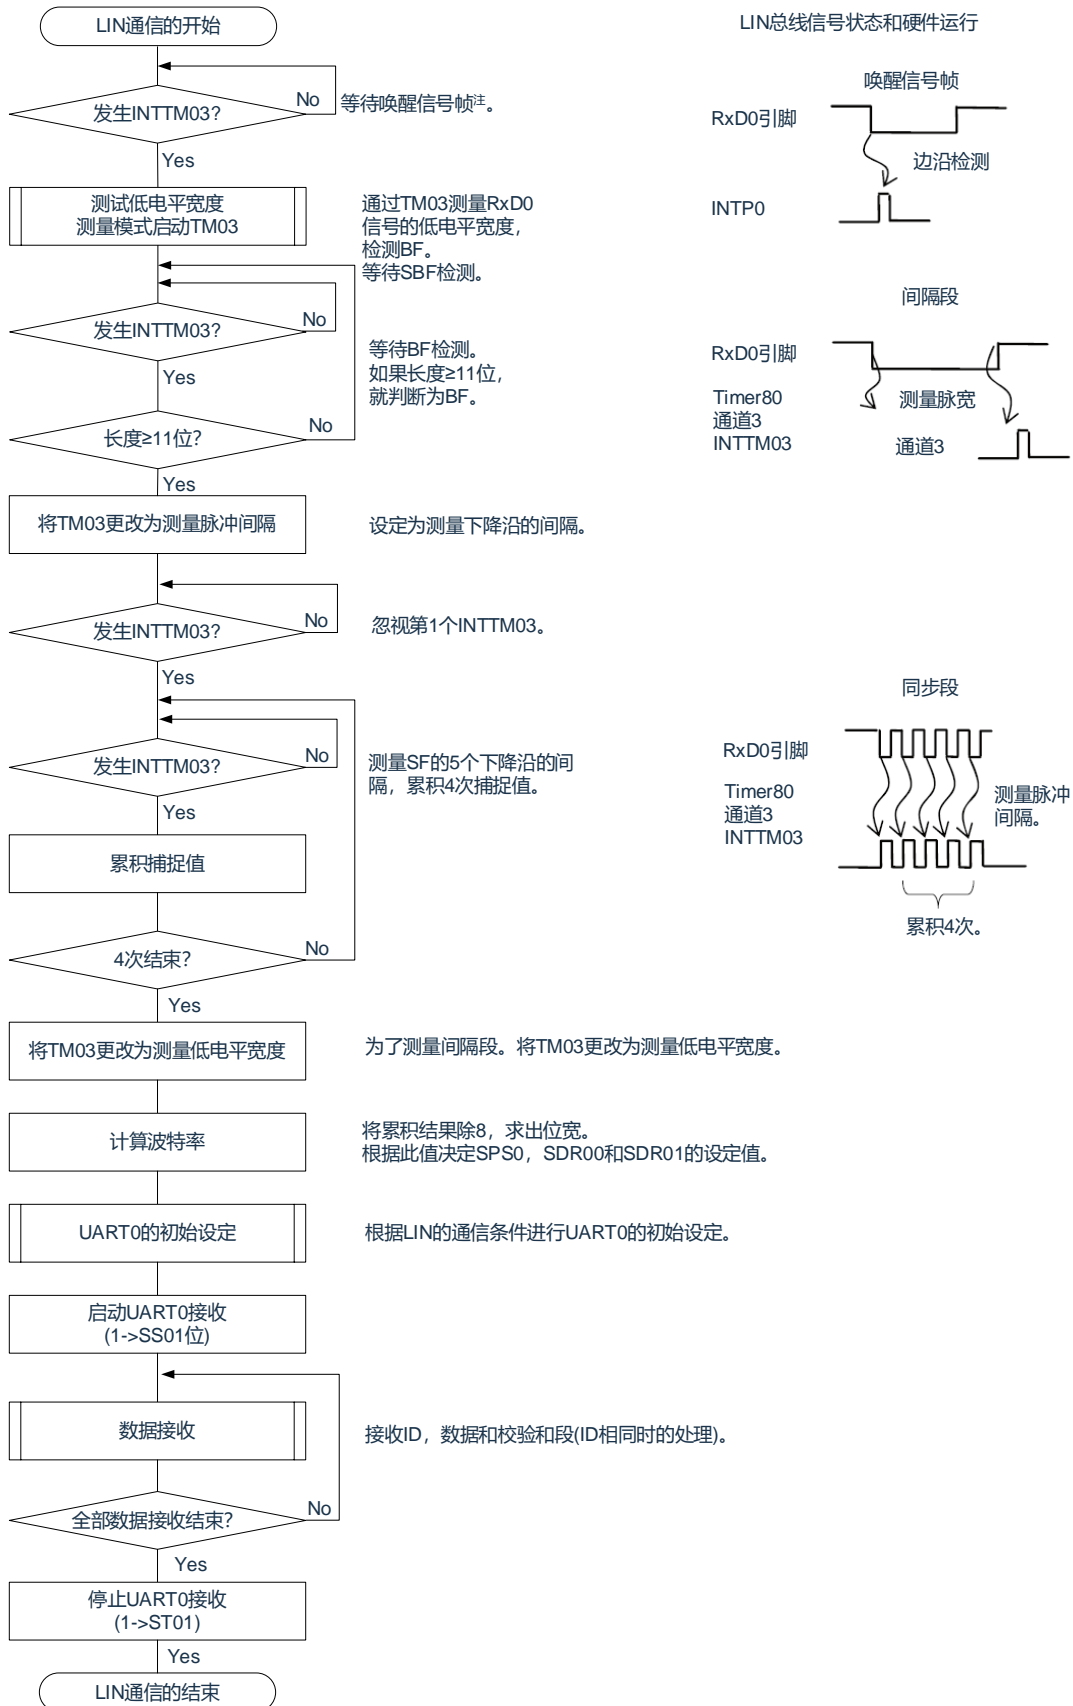 LIN通信的开始
LIN总线信号状态和硬件运行
发生INTTM03?
No
等待唤醒信号帧注。
Yes
唤醒信号帧
RxD0引脚
边沿检测
INTP0
测试低电平宽度
测量模式启动TM03
通过TM03测量RxD0
信号的低电平宽度，
检测BF。
等待SBF检测。
发生INTTM03?
No
Yes
等待BF检测。
如果长度≥11位，
就判断为BF。
间隔段
RxD0引脚
Timer80
通道3
INTTM03
测量脉宽
通道3
长度≥11位?
No
Yes
将TM03更改为测量脉冲间隔
设定为测量下降沿的间隔。
发生INTTM03?
No
忽视第1个INTTM03。
Yes
同步段
发生INTTM03?
No
测量SF的5个下降沿的间
隔，累积4次捕捉值。
Yes
RxD0引脚
Timer80
通道3
INTTM03
测量脉冲
间隔。
累积4次。
累积捕捉值
4次结束?
No
Yes
将TM03更改为测量低电平宽度
为了测量间隔段。将TM03更改为测量低电平宽度。
计算波特率
将累积结果除8，求出位宽。
根据此值决定SPS0，SDR00和SDR01的设定值。
UART0的初始设定
根据LIN的通信条件进行UART0的初始设定。
启动UART0接收
(1->SS01位)
数据接收
接收ID，数据和校验和段(ID相同时的处理)。
全部数据接收结束?
No
Yes
停止UART0接收
(1->ST01)
Yes
LIN通信的结束